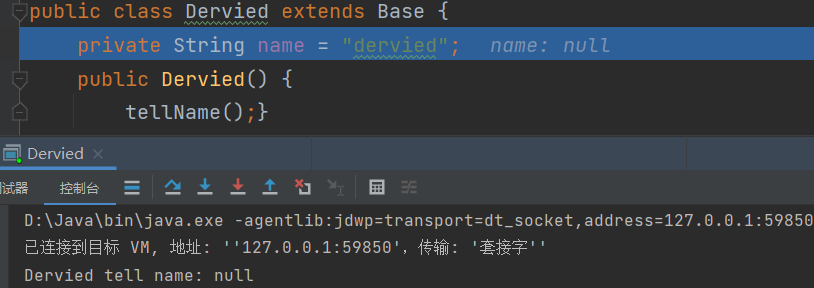 public class Dervied extends Base {
private String name = "dervied"; name: null
public Dervied() {
tellName();}
Dervied ×
试器 控制台
D:\Java\bin\java.exe -agentlib:jdwp=transport=dt_socket,address=127.0.0.1:59850
已连接到目标 VM, 地址: ''127.0.0.1:59850', 传输: '套接字''
Dervied tell name: null